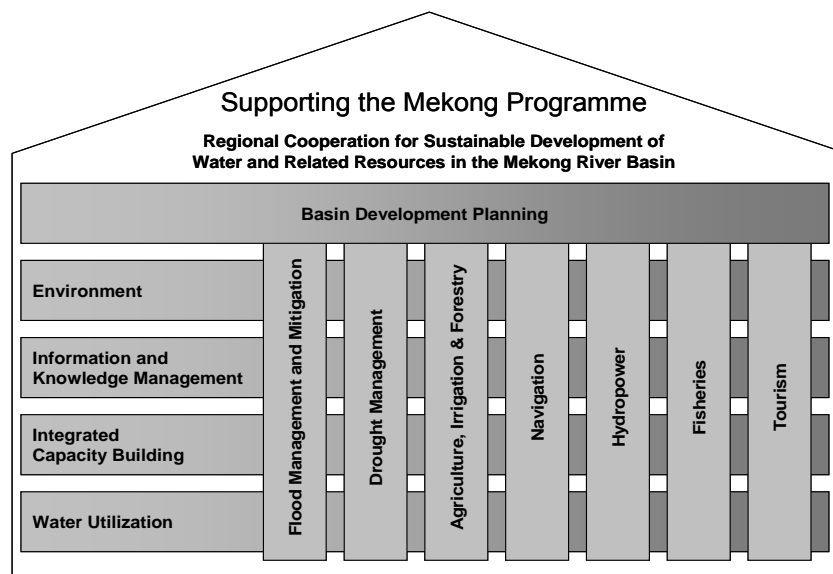 Supporting the Mekong Programme
Regional Cooperation for Sustainable Development of
Water and Related Resources in the Mekong River Basin
Basin Development Planning
Environment
Information and
Knowledge Management
Integrated
Capacity Building
Water Utilization
Flood Management and Mitigation
Drought Management
Agriculture, Irrigation & Forestry
Navigation
Hydropower
Fisheries
Tourism